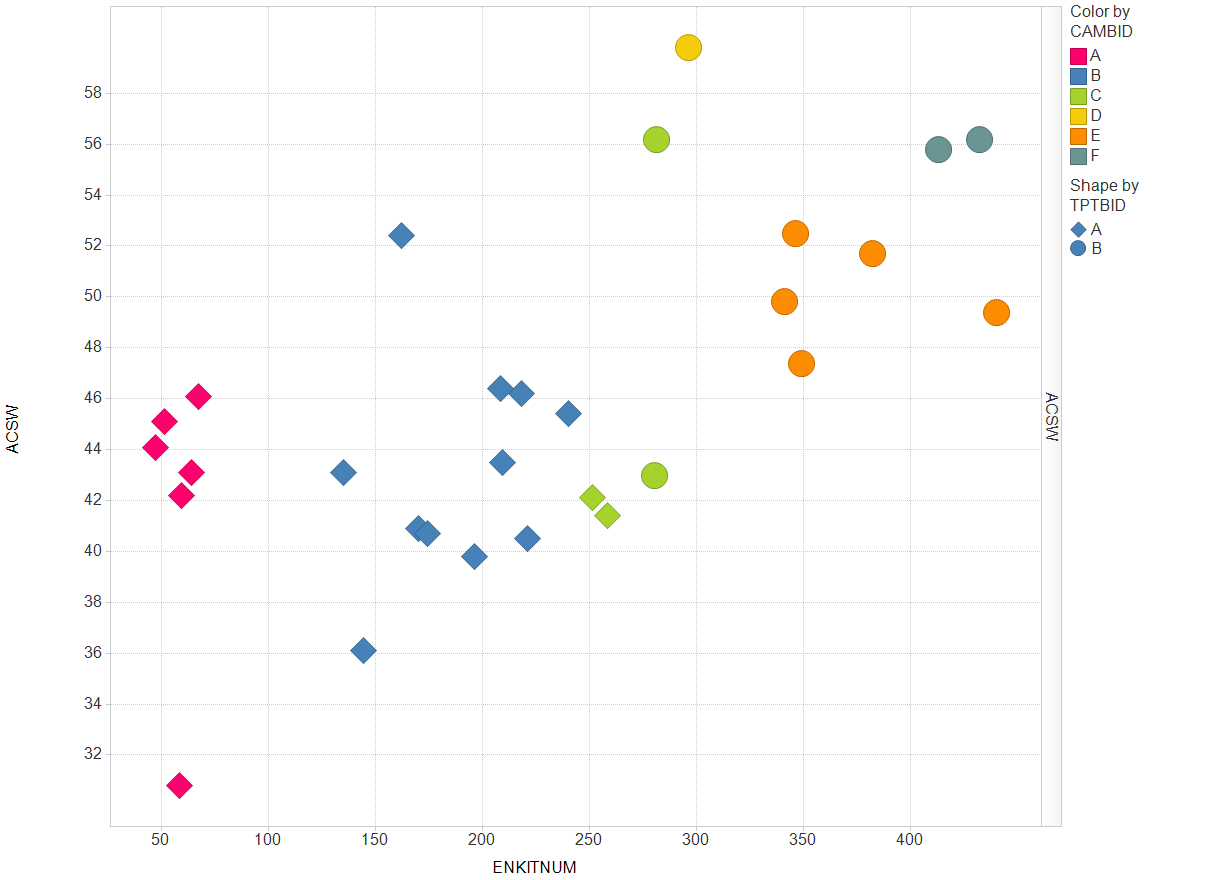 Color by
CAMBID
A
B
C
D
E
F
Shape by
TPTBID
A
B
58
56
54
52
50
48
46
44
42
40
38
36
34
32
ACSW
ACSW
50 100 150 200 250 300 350 400
ENKITNUM